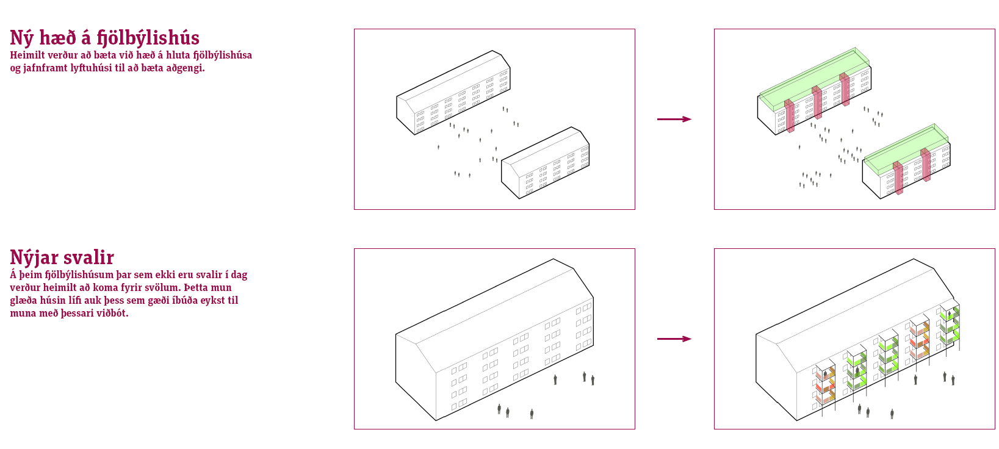 Ný hæð á fjölbýlishús
Heimilt verður að bæta við hæð á hluta fjölbýlishúsa
og jafnframt lyftuhúsi til að bæta aðgengi.
Nýjar svalir
Á þeim fjölbýlishúsum þar sem ekki eru svalir í dag
verður heimilt að koma fyrir svölum. Þetta mun
glæða húsin lífi auk þess sem gæði íbúða eykst til
muna með þessari viðbót.